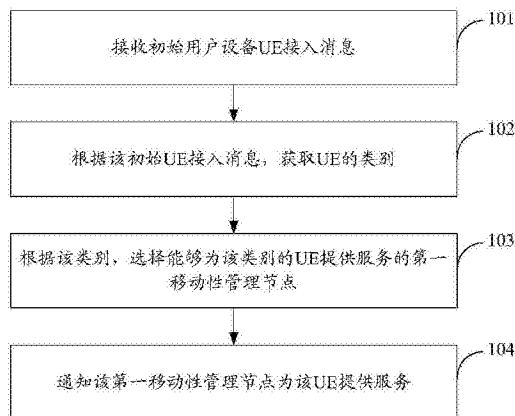 接收初始用户设备UE接入消息
101
根据该初始UE接入消息，获取UE的类别
102
根据该类别，选择能够为该类别的UE提供服务的第一
移动性管理节点
103
通知该第一移动性管理节点为该UE提供服务
104